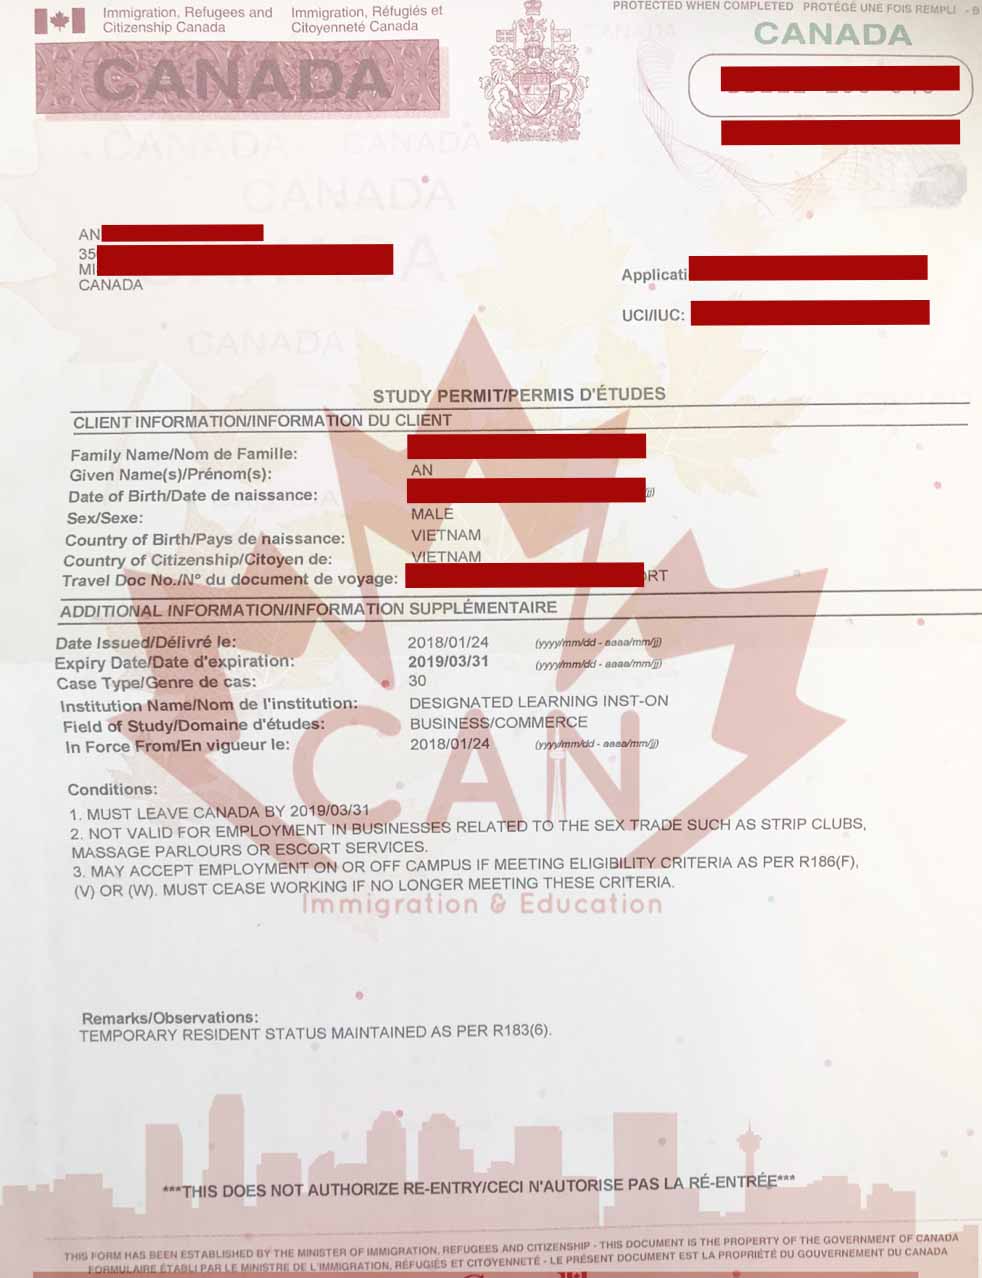 Immigration, Refugees and Citizenship Canada
Immigration, Réfugiés et Citoyenneté Canada
PROTECTED WHEN COMPLETED PROTÉGÉ UNE FOIS REMPLI - B
CANADA
CANADA
CANADA CANADA
CANADA
CANADA
AN
35
MI
CANADA
Applicati
UCI/IUC:
STUDY PERMIT/PERMIS D'ÉTUDES
CLIENT INFORMATION/INFORMATION DU CLIENT
Family Name/Nom de Famille:
Given Name(s)/Prénom(s): AN
Date of Birth/Date de naissance: jj)
Sex/Sexe: MALE
Country of Birth/Pays de naissance: VIETNAM
Country of Citizenship/Citoyen de: VIETNAM
Travel Doc No./N° du document de voyage: ORT
ADDITIONAL INFORMATION/INFORMATION SUPPLÉMENTAIRE
Date Issued/Délivré le: 2018/01/24 (yyyy/mm/dd - aaaa/mm/jj)
Expiry Date/Date d'expiration: 2019/03/31 (yyyy/mm/dd - aaaa/mm/jj)
Case Type/Genre de cas: 30
Institution Name/Nom de l'institution: DESIGNATED LEARNING INST-ON
Field of Study/Domaine d'études: BUSINESS/COMMERCE
In Force From/En vigueur le: 2018/01/24 (yyyy/mm/dd - aaaa/mm/jj)
CAN
Conditions:
1. MUST LEAVE CANADA BY 2019/03/31
2. NOT VALID FOR EMPLOYMENT IN BUSINESSES RELATED TO THE SEX TRADE SUCH AS STRIP CLUBS,
MASSAGE PARLOURS OR ESCORT SERVICES.
3. MAY ACCEPT EMPLOYMENT ON OR OFF CAMPUS IF MEETING ELIGIBILITY CRITERIA AS PER R186(F),
(V) OR (W). MUST CEASE WORKING IF NO LONGER MEETING THESE CRITERIA.
Immigration & Education
Remarks/Observations:
TEMPORARY RESIDENT STATUS MAINTAINED AS PER R183(6).
***THIS DOES NOT AUTHORIZE RE-ENTRY/CECI N'AUTORISE PAS LA RÉ-ENTRÉE***
THIS FORM HAS BEEN ESTABLISHED BY THE MINISTER OF IMMIGRATION, REFUGEES AND CITIZENSHIP - THIS DOCUMENT IS THE PROPERTY OF THE GOVERNMENT OF CANADA
FORMULAIRE ÉTABLI PAR LE MINISTRE DE L'IMMIGRATION, RÉFUGIÉS ET CITOYENNETÉ - LE PRÉSENT DOCUMENT EST LA PROPRIÉTÉ DU GOUVERNEMENT DU CANADA